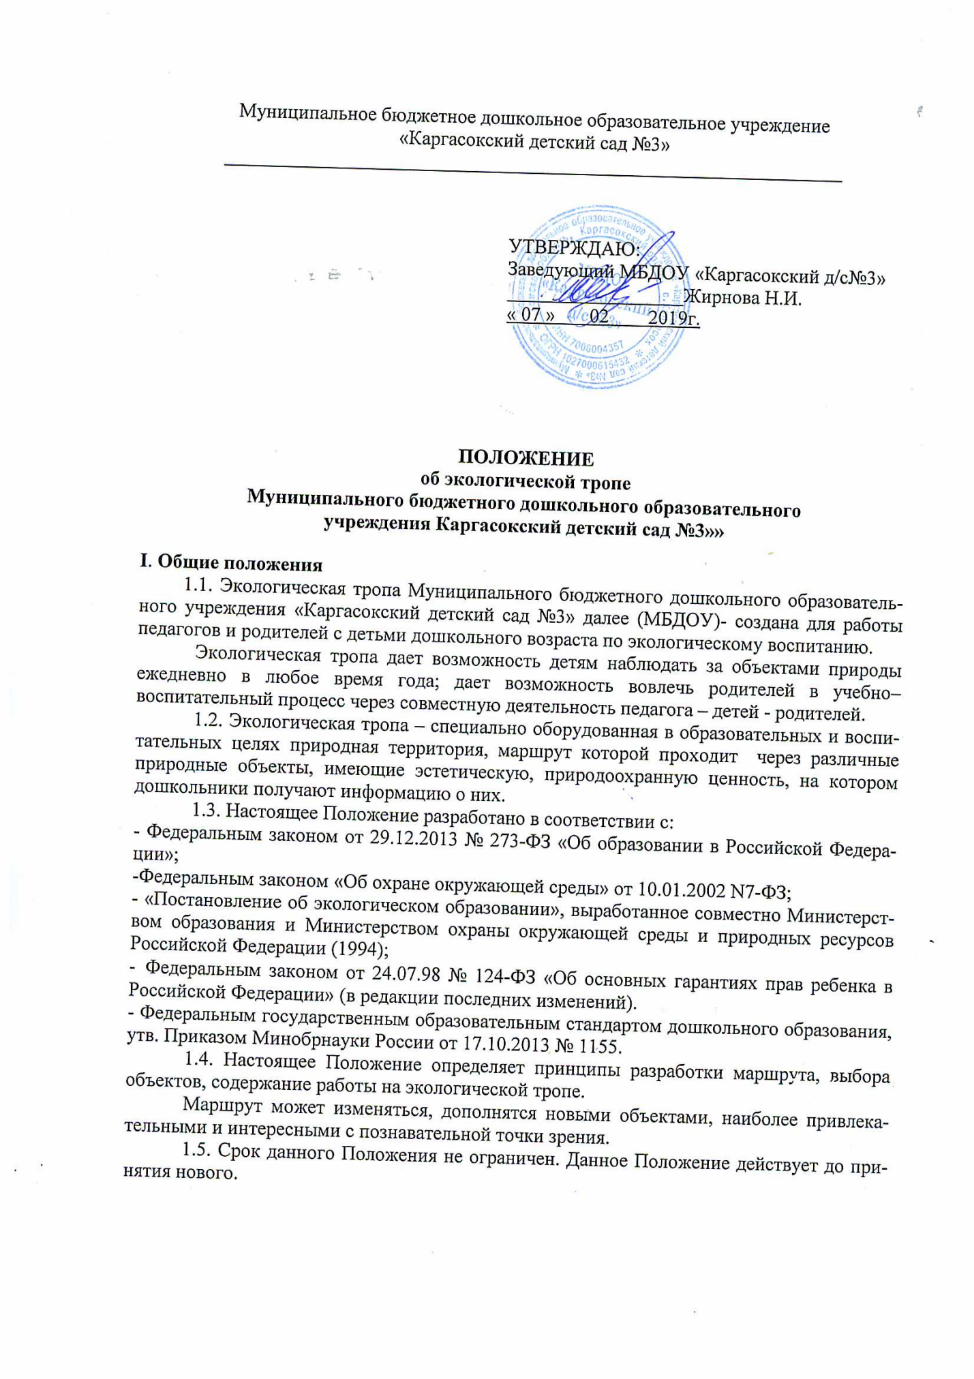 Муниципальное бюджетное дошкольное образовательное учреждение
«Каргасокский детский сад №3»
УТВЕРЖДАЮ:
Заведующий МБДОУ «Каргасокский д/с№3»
Жирнова Н.И.
« 07 » 02 2019г.
ИНН 7006004357
ОГРН 1027000615432
ПОЛОЖЕНИЕ
об экологической тропе
Муниципального бюджетного дошкольного образовательного
учреждения Каргасокский детский сад №3»»
I. Общие положения
1.1. Экологическая тропа Муниципального бюджетного дошкольного образователь-
ного учреждения «Каргасокский детский сад №3» далее (МБДОУ)- создана для работы
педагогов и родителей с детьми дошкольного возраста по экологическому воспитанию.
Экологическая тропа дает возможность детям наблюдать за объектами природы
ежедневно в любое время года; дает возможность вовлечь родителей в учебно–
воспитательный процесс через совместную деятельность педагога – детей - родителей.
1.2. Экологическая тропа – специально оборудованная в образовательных и воспи-
тательных целях природная территория, маршрут которой проходит через различные
природные объекты, имеющие эстетическую, природоохранную ценность, на котором
дошкольники получают информацию о них.
1.3. Настоящее Положение разработано в соответствии с:
- Федеральным законом от 29.12.2013 № 273-ФЗ «Об образовании в Российской Федера-
ции»;
-Федеральным законом «Об охране окружающей среды» от 10.01.2002 N7-ФЗ;
- «Постановление об экологическом образовании», выработанное совместно Министерст-
вом образования и Министерством охраны окружающей среды и природных ресурсов
Российской Федерации (1994);
- Федеральным законом от 24.07.98 № 124-ФЗ «Об основных гарантиях прав ребенка в
Российской Федерации» (в редакции последних изменений).
- Федеральным государственным образовательным стандартом дошкольного образования,
утв. Приказом Минобрнауки России от 17.10.2013 № 1155.
1.4. Настоящее Положение определяет принципы разработки маршрута, выбора
объектов, содержание работы на экологической тропе.
Маршрут может изменяться, дополнятся новыми объектами, наиболее привлека-
тельными и интересными с познавательной точки зрения.
1.5. Срок данного Положения не ограничен. Данное Положение действует до при-
нятия нового.